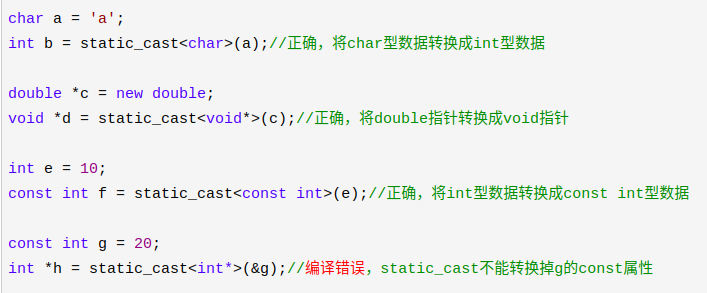 char a = 'a';
int b = static_cast<char>(a);//正确，将char型数据转换成int型数据
double *c = new double;
void *d = static_cast<void*>(c);//正确，将double指针转换成void指针
int e = 10;
const int f = static_cast<const int>(e);//正确，将int型数据转换成const int型数据
const int g = 20;
int *h = static_cast<int*>(&g);//编译错误，static_cast不能转换掉g的const属性